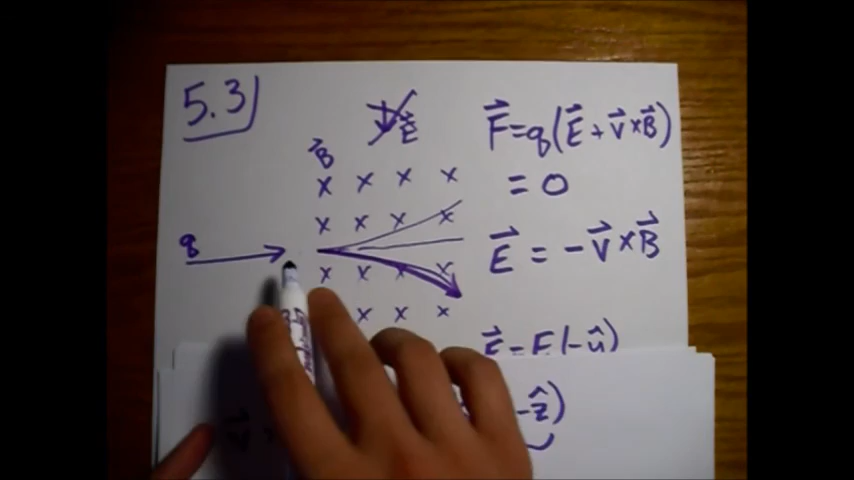 5.3
E⃗
F⃗ = q(E⃗ + v⃗ × B⃗)
B⃗
x x x x
= 0
x x x x
q
E⃗ = -v⃗ × B⃗
x x x x
x x x
E⃗ = E(-ŷ)
-ẑ)